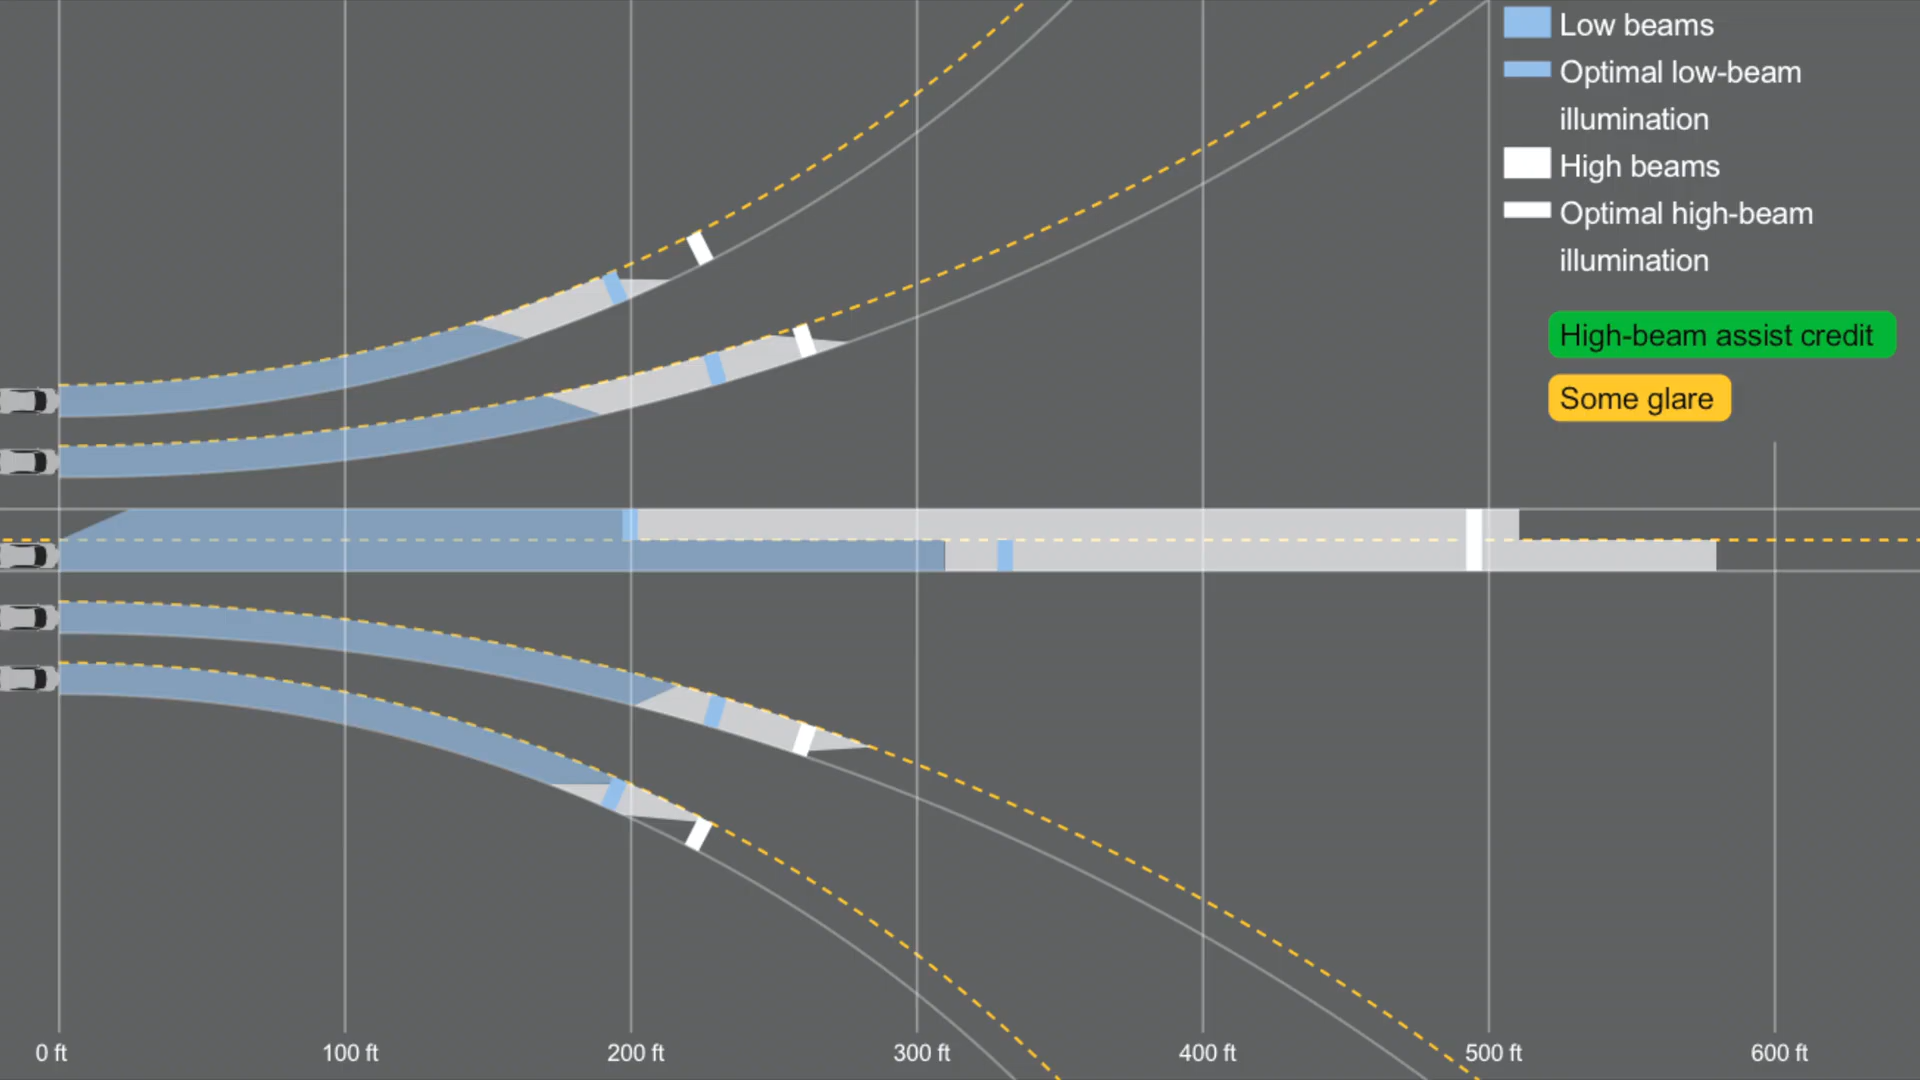 Low beams
Optimal low-beam
illumination
High beams
Optimal high-beam
illumination
High-beam assist credit
Some glare
0 ft 100 ft 200 ft 300 ft 400 ft 500 ft 600 ft